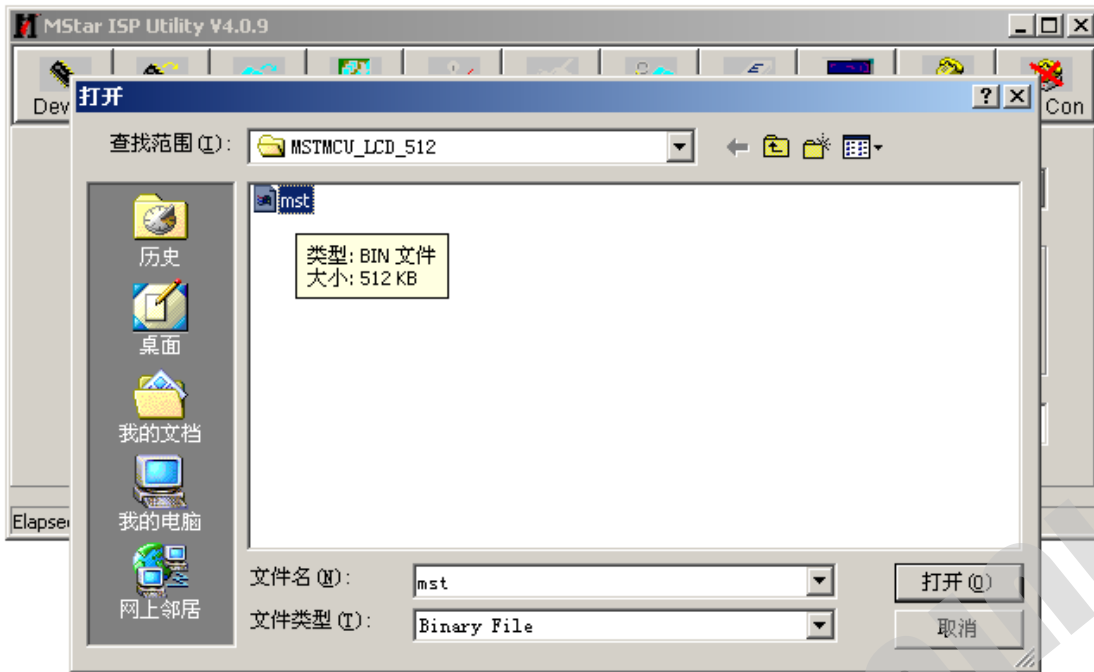 MStar ISP Utility V4.0.9
Dev
Con
打开
查找范围(I):
MSTMCU_LCD_512
mst
类型: BIN 文件
大小: 512 KB
历史
桌面
我的文档
我的电脑
网上邻居
Elapse
文件名(N):
mst
打开(O)
文件类型(T):
Binary File
取消